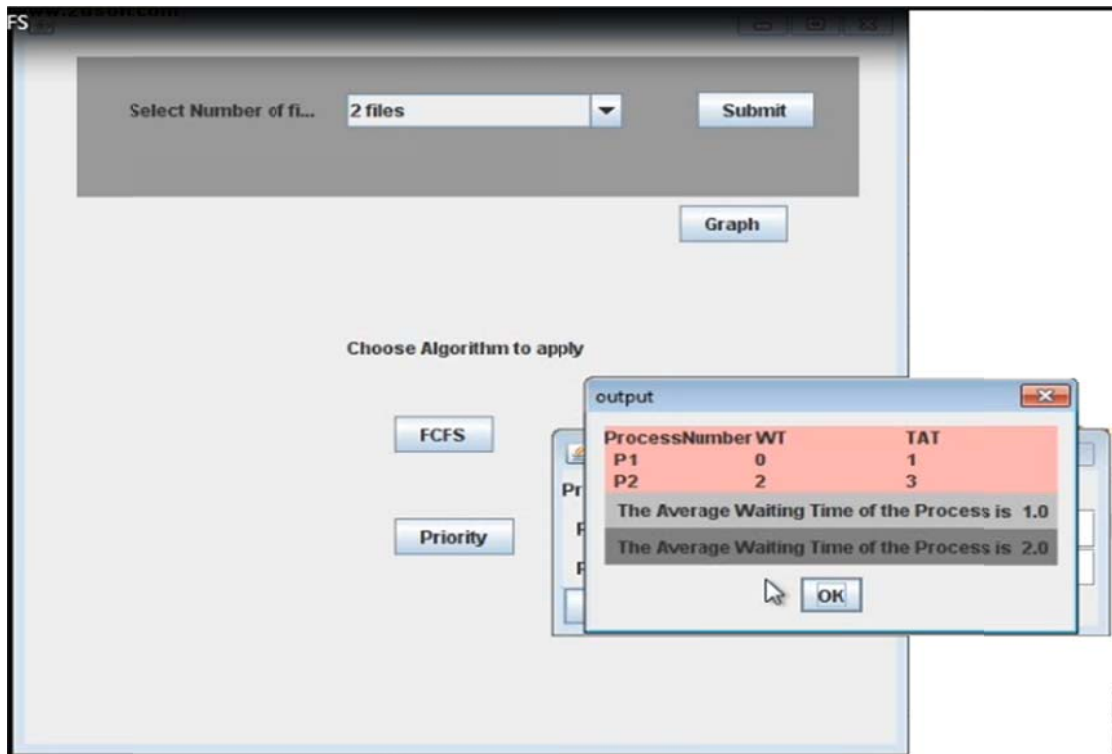 FS
Select Number of fi...
2 files
Submit
Graph
Choose Algorithm to apply
FCFS
Priority
output
ProcessNumber WT TAT
P1 0 1
P2 2 3
The Average Waiting Time of the Process is 1.0
The Average Waiting Time of the Process is 2.0
OK
Pr